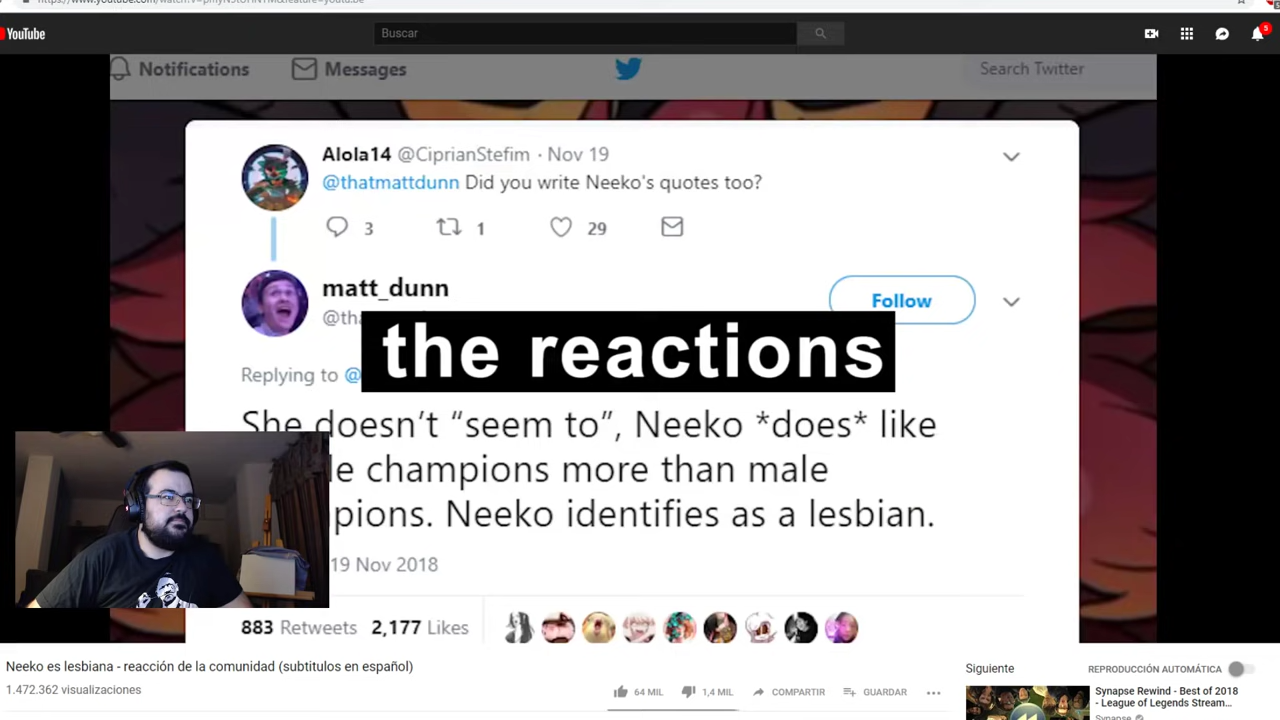 YouTube
Buscar
5
Notifications
Messages
Search Twitter
Alola14 @CiprianStefim · Nov 19
@thatmattdunn Did you write Neeko's quotes too?
3
1
29
matt_dunn
Follow
the reactions
Replying to @
She doesn't "seem to", Neeko *does* like
champions more than male
Neeko identifies as a lesbian.
19 Nov 2018
883 Retweets 2,177 Likes
Neeko es lesbiana - reacción de la comunidad (subtitulos en español)
1.472.362 visualizaciones
64 MIL
1,4 MIL
COMPARTIR
GUARDAR
Siguiente
REPRODUCCIÓN AUTOMÁTICA
Synapse Rewind - Best of 2018
- League of Legends Stream...
Synapse